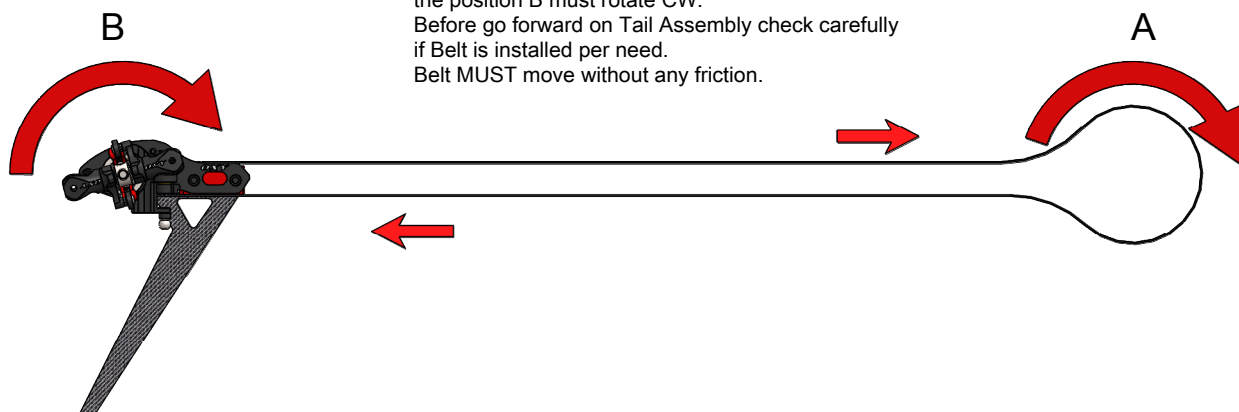 the position B must rotate CW.
Before go forward on Tail Assembly check carefully
if Belt is installed per need.
Belt MUST move without any friction.
B
A